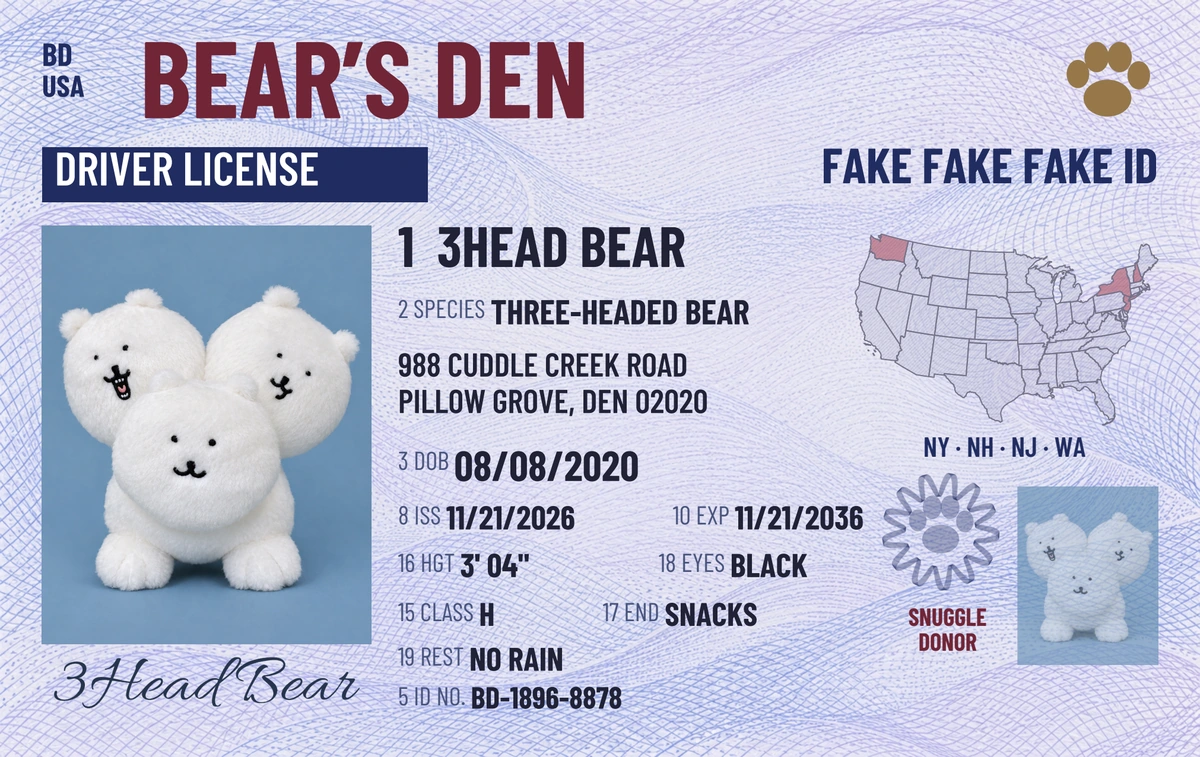 BD
USA
BEAR'S DEN
DRIVER LICENSE
FAKE FAKE FAKE ID
1 3HEAD BEAR
2 SPECIES THREE-HEADED BEAR
988 CUDDLE CREEK ROAD
PILLOW GROVE, DEN 02020
NY · NH · NJ · WA
3 DOB 08/08/2020
8 ISS 11/21/2026 10 EXP 11/21/2036
16 HGT 3' 04" 18 EYES BLACK
15 CLASS H 17 END SNACKS
SNUGGLE
DONOR
19 REST NO RAIN
5 ID NO. BD-1896-8878
3Head Bear